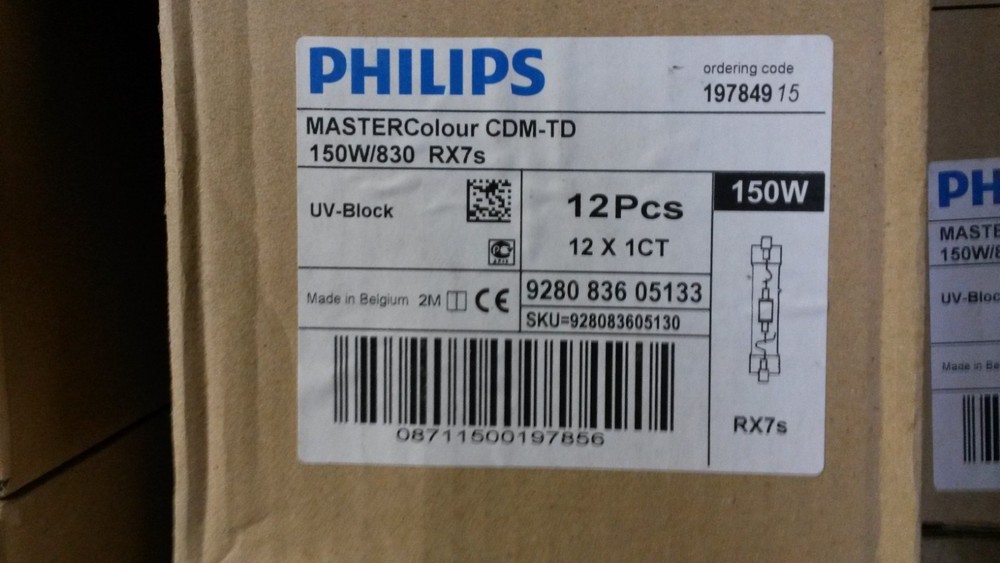 PHILIPS
ordering code
197849 15
MASTERColour CDM-TD
150W/830 RX7s
UV-Block
12Pcs
12 X 1CT
150W
Made in Belgium 2M CE
9280 836 05133
SKU=928083605130
08711500197856
RX7s
PH
MASTE
150W/8
UV-Bloc
Made in Be